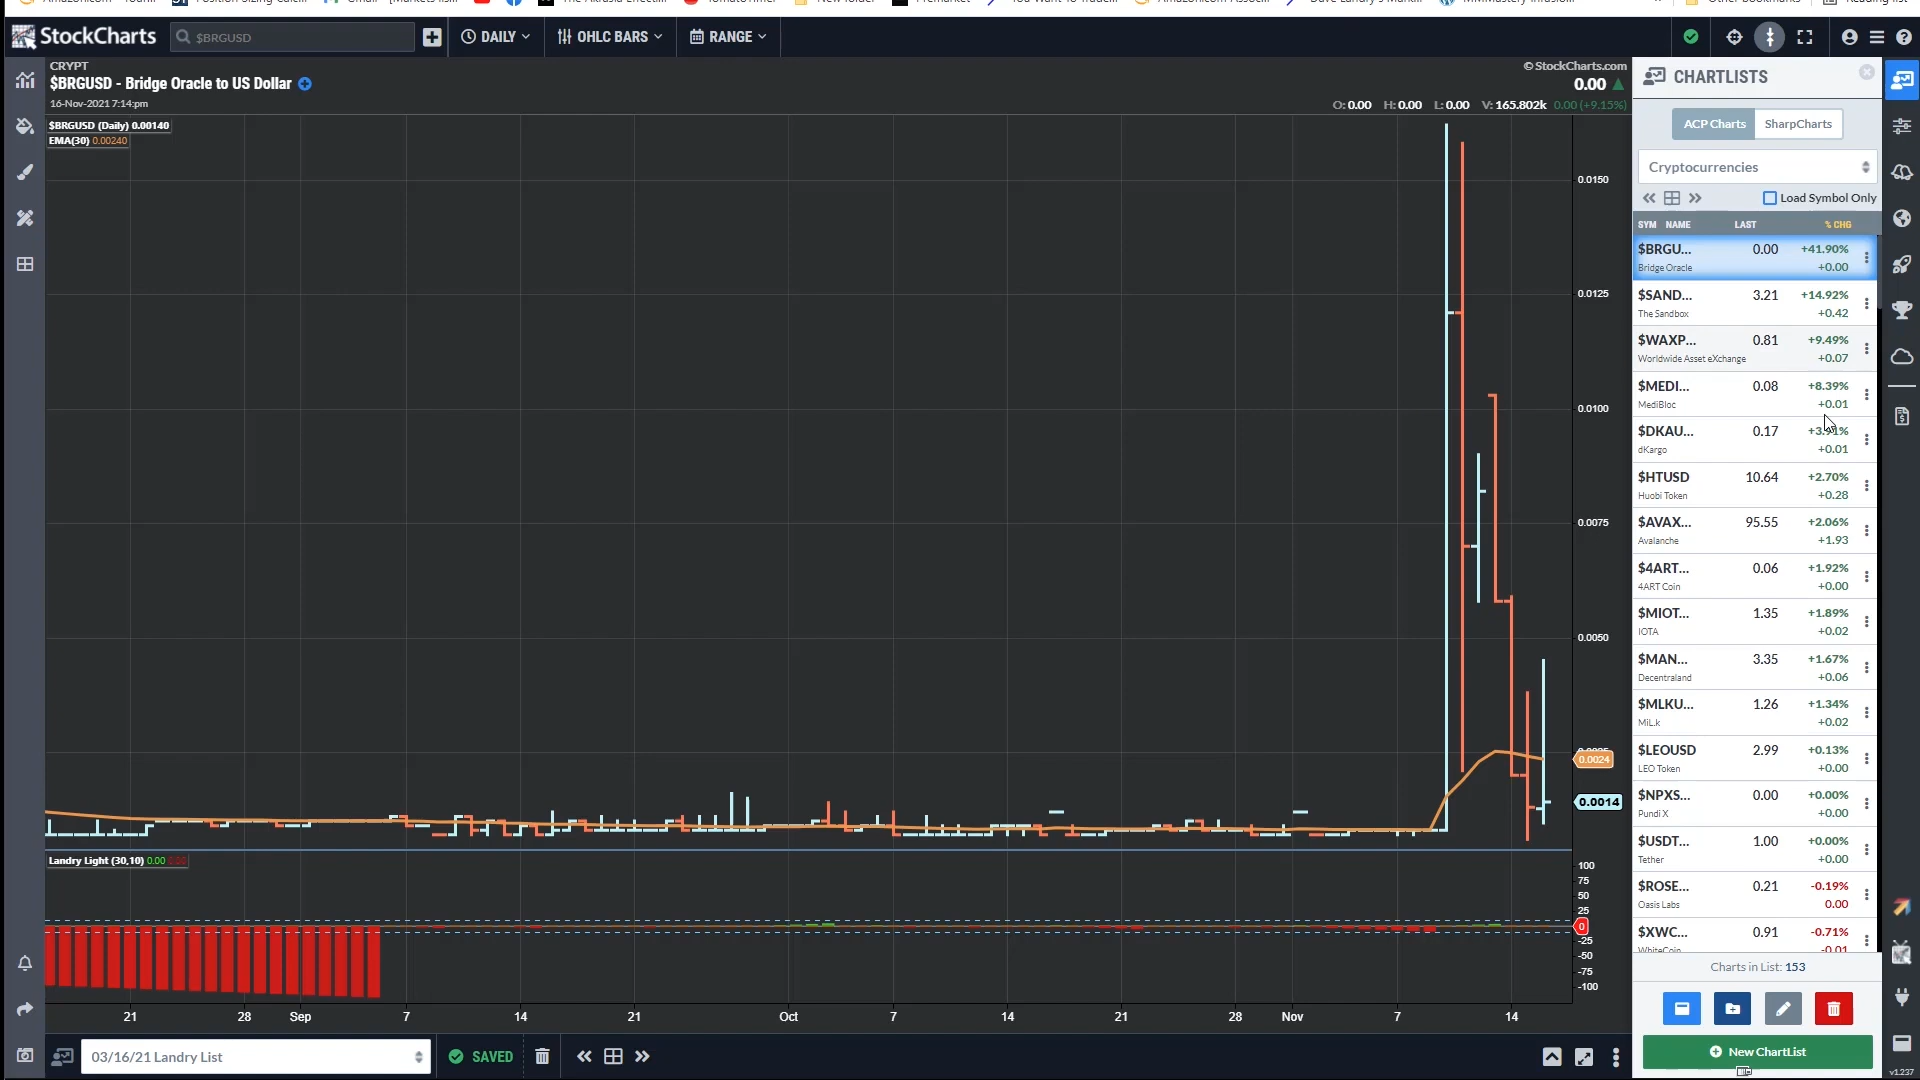 StockCharts
$BRGUSD
DAILY
OHLC BARS
RANGE
CRYPT
$BRGUSD - Bridge Oracle to US Dollar
16-Nov-2021 7:14:pm
© StockCharts.com
0.00
O: 0.00 H: 0.00 L: 0.00 V: 165.802k 0.00 (+9.15%)
$BRGUSD (Daily) 0.00140
EMA(30) 0.00240
0.0150
0.0125
0.0100
0.0075
0.0050
0.0024
0.0014
Landry Light (30,10) 0.00
100
75
50
25
0
-25
-50
-75
-100
21 28 Sep 7 14 21 Oct 7 14 21 28 Nov 7 14
03/16/21 Landry List
SAVED
CHARTLISTS
ACP Charts SharpCharts
Cryptocurrencies
Load Symbol Only
SYM NAME LAST % CHG
$BRGU... 0.00 +41.90%
Bridge Oracle +0.00
$SAND... 3.21 +14.92%
The Sandbox +0.42
$WAXP... 0.81 +9.49%
Worldwide Asset eXchange +0.07
$MEDI... 0.08 +8.39%
MediBloc +0.01
$DKAU... 0.17
dKargo +0.01
$HTUSD 10.64 +2.70%
Huobi Token +0.28
$AVAX... 95.55 +2.06%
Avalanche +1.93
$4ART... 0.06 +1.92%
4ART Coin +0.00
$MIOT... 1.35 +1.89%
IOTA +0.02
$MAN... 3.35 +1.67%
Decentraland +0.06
$MLKU... 1.26 +1.34%
MiL.k +0.02
$LEOUSD 2.99 +0.13%
LEO Token +0.00
$NPXS... 0.00 +0.00%
Pundi X +0.00
$USDT... 1.00 +0.00%
Tether +0.00
$ROSE... 0.21 -0.19%
Oasis Labs 0.00
$XWC... 0.91 -0.71%
WhiteCoin -0.01
Charts in List: 153
New ChartList
v1.237